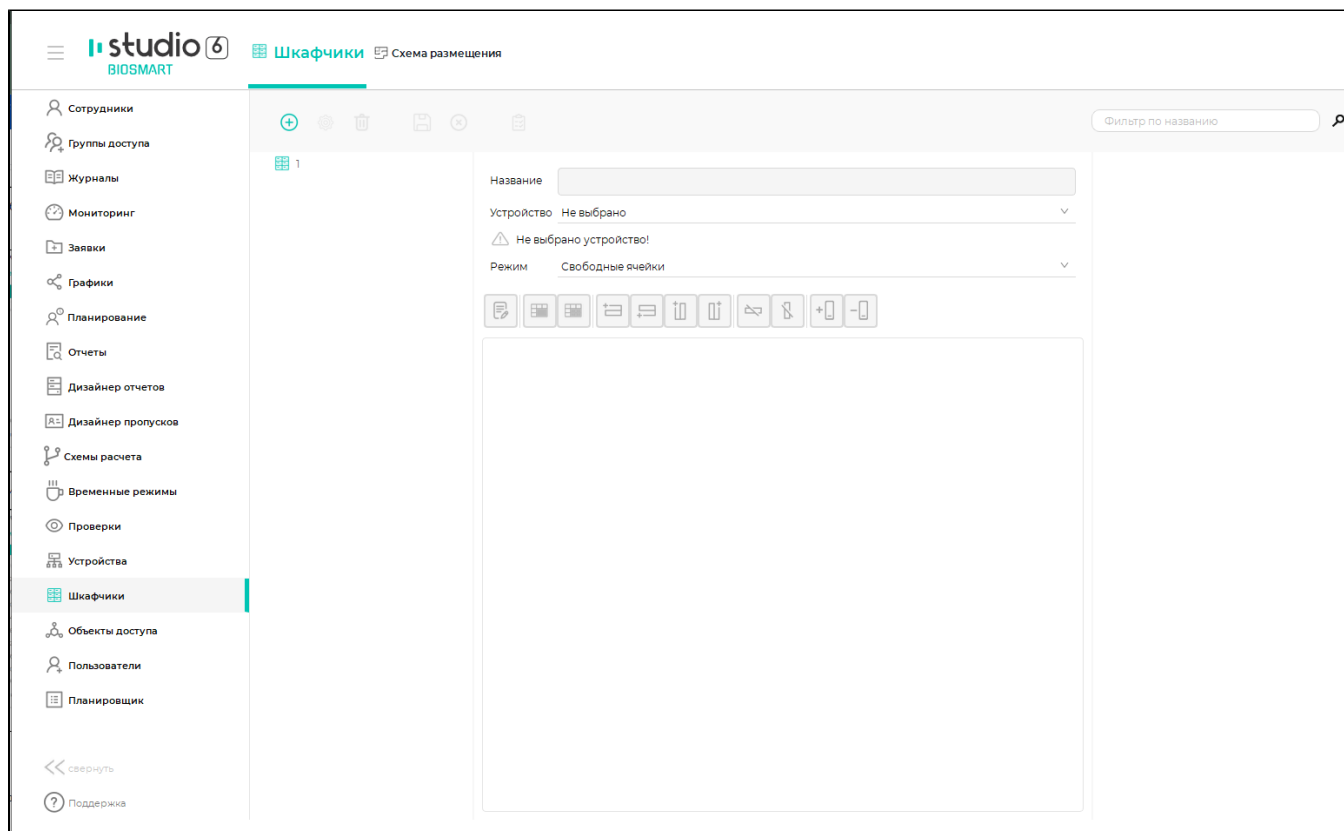 studio 6
BIOSMART
Шкафчики
Схема размещения
Сотрудники
Группы доступа
Журналы
Мониторинг
Заявки
Графики
Планирование
Отчеты
Дизайнер отчетов
Дизайнер пропусков
Схемы расчета
Временные режимы
Проверки
Устройства
Шкафчики
Объекты доступа
Пользователи
Планировщик
свернуть
Поддержка
Фильтр по названию
1
Название
Устройство Не выбрано
Не выбрано устройство!
Режим Свободные ячейки